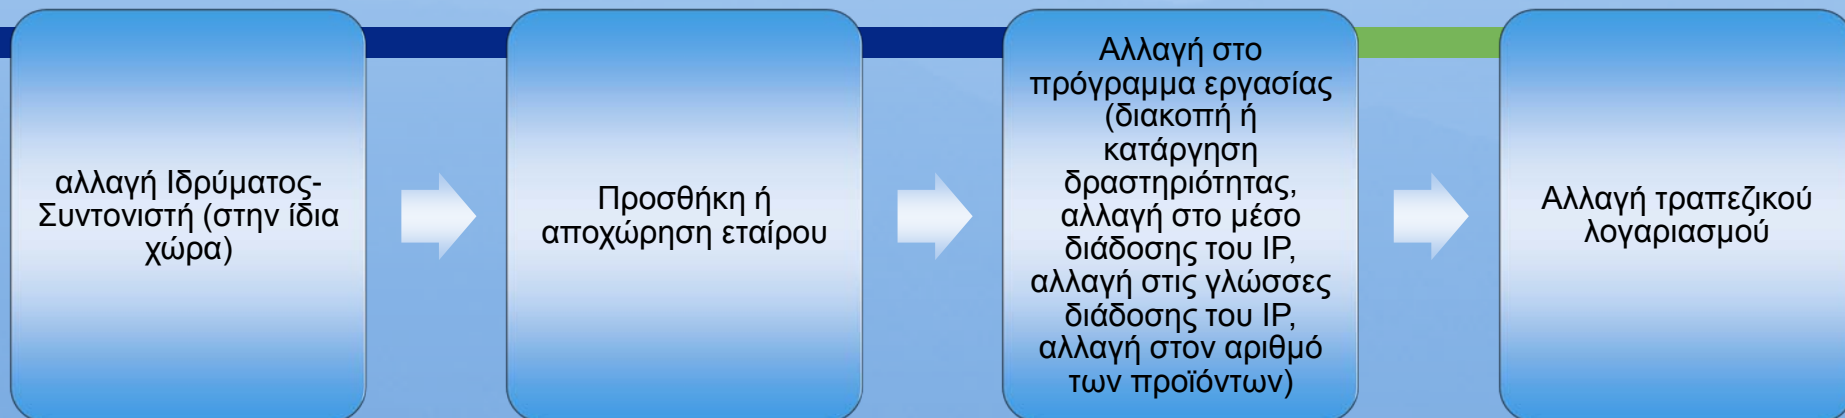 αλλαγή Ιδρύματος-
Συντονιστή (στην ίδια
χώρα)
Προσθήκη ή
αποχώρηση εταίρου
Αλλαγή στο
πρόγραμμα εργασίας
(διακοπή ή
κατάργηση
δραστηριότητας,
αλλαγή στο μέσο
διάδοσης του IP,
αλλαγή στις γλώσσες
διάδοσης του IP,
αλλαγή στον αριθμό
των προϊόντων)
Αλλαγή τραπεζικού
λογαριασμού